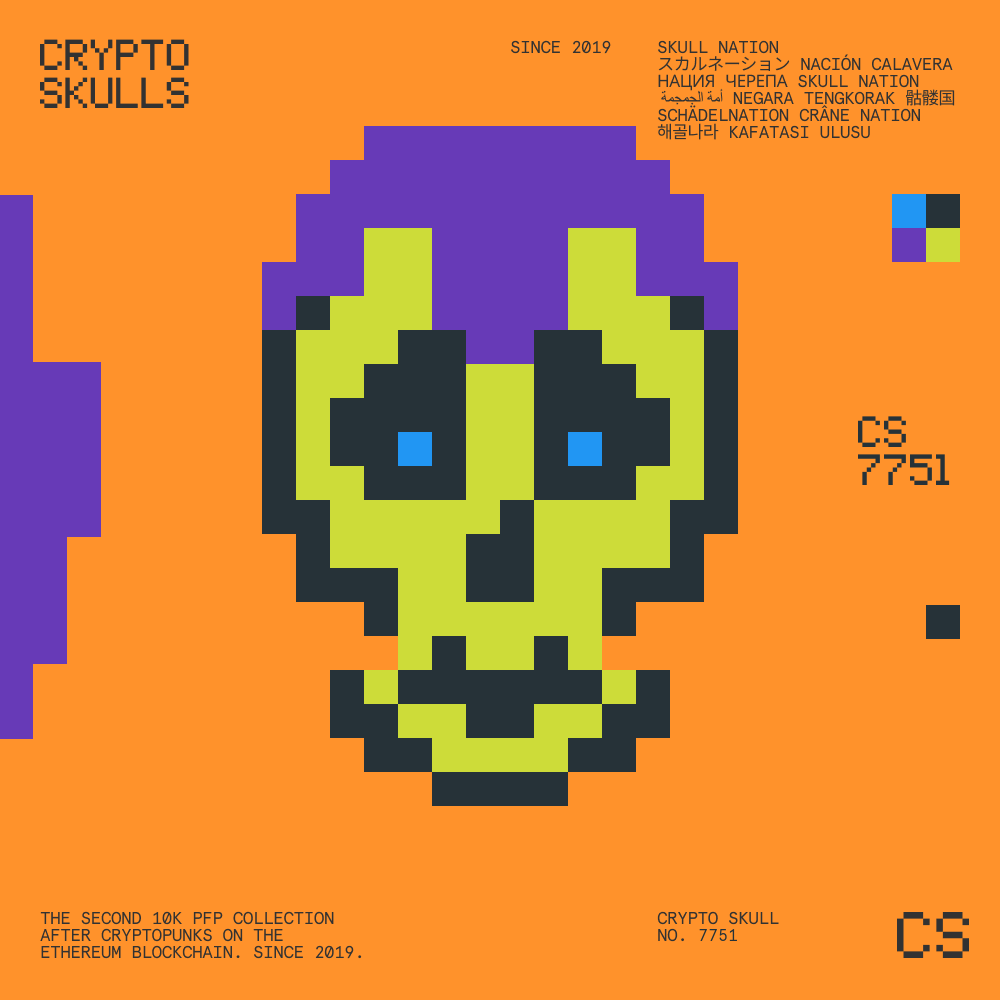 CRYPTO
SKULLS
SINCE 2019
SKULL NATION
スカルネーション NACIÓN CALAVERA
НАЦИЯ ЧЕРЕПА SKULL NATION
أمة الجمجمة NEGARA TENGKORAK 骷髅国
SCHÄDELNATION CRÂNE NATION
해골나라 KAFATASI ULUSU
CS
7751
THE SECOND 10K PFP COLLECTION
AFTER CRYPTOPUNKS ON THE
ETHEREUM BLOCKCHAIN. SINCE 2019.
CRYPTO SKULL
NO. 7751
CS